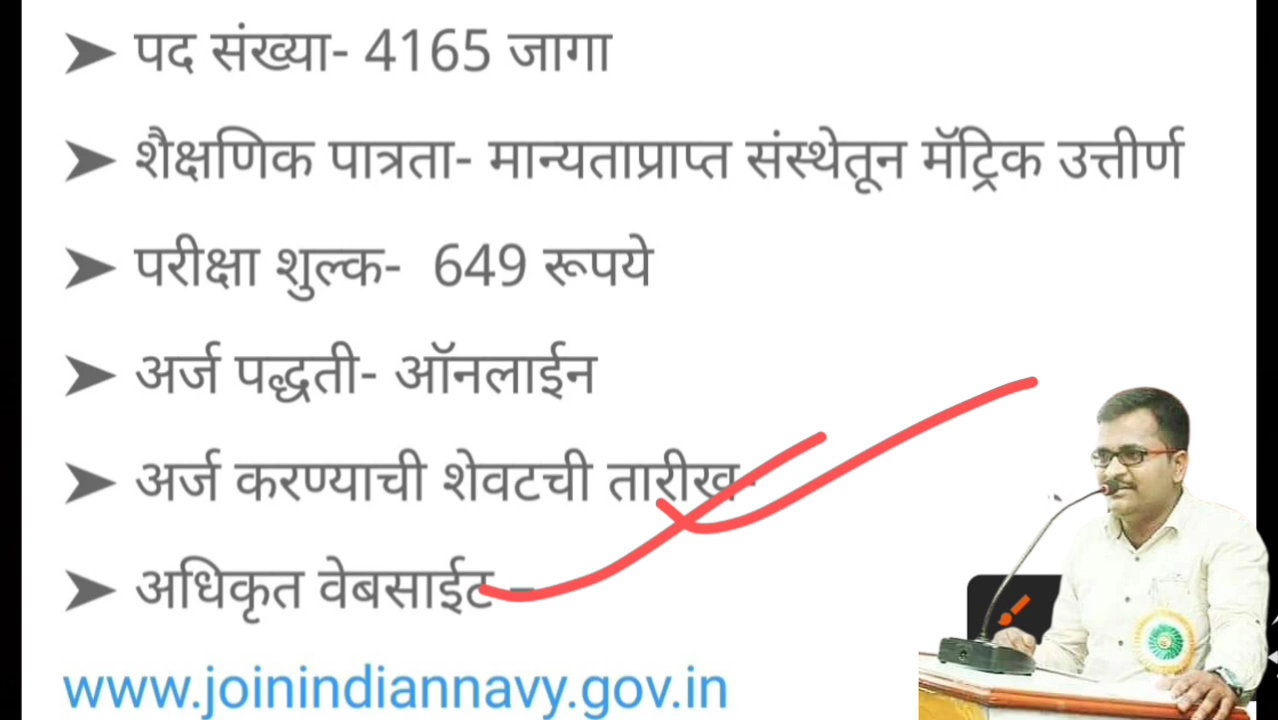 ➤ पद संख्या- 4165 जागा
➤ शैक्षणिक पात्रता- मान्यताप्राप्त संस्थेतून मॅट्रिक उत्तीर्ण
➤ परीक्षा शुल्क- 649 रूपये
➤ अर्ज पद्धती- ऑनलाईन
➤ अर्ज करण्याची शेवटची तारीख-
➤ अधिकृत वेबसाईट –
www.joinindiannavy.gov.in